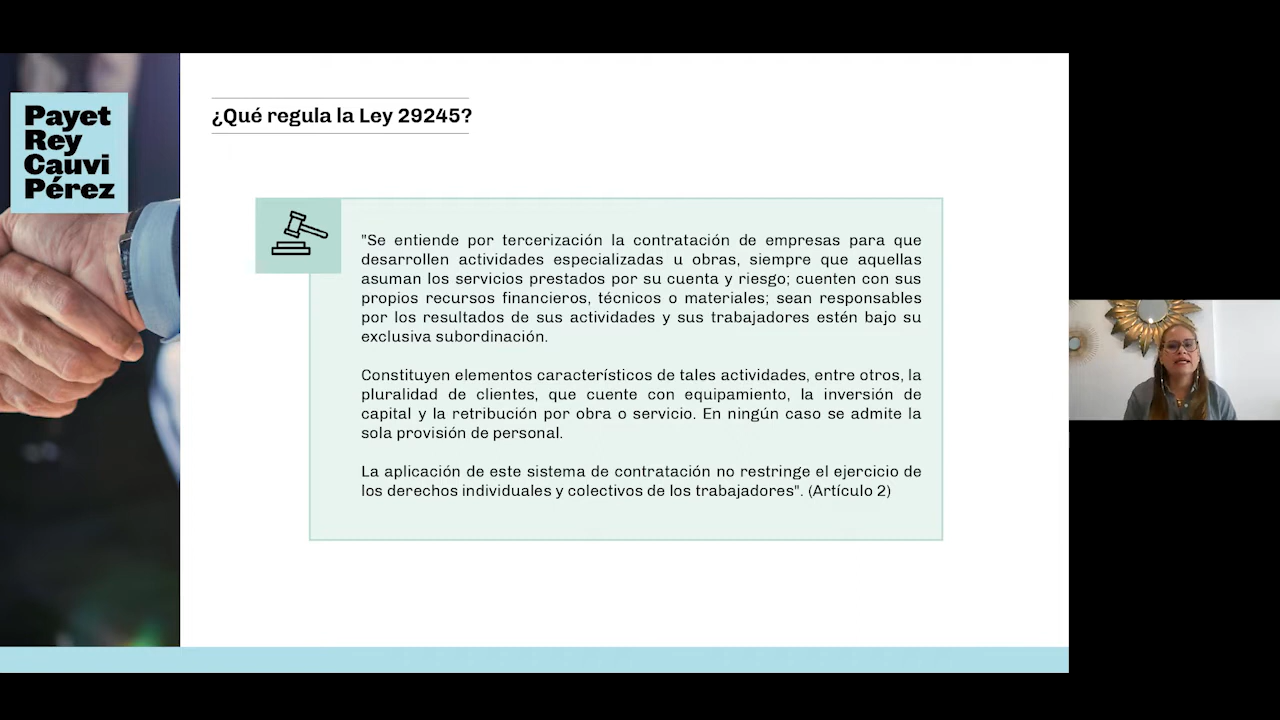 Payet
Rey
Cauvi
Pérez
¿Qué regula la Ley 29245?
"Se entiende por tercerización la contratación de empresas para que
desarrollen actividades especializadas u obras, siempre que aquellas
asuman los servicios prestados por su cuenta y riesgo; cuenten con sus
propios recursos financieros, técnicos o materiales; sean responsables
por los resultados de sus actividades y sus trabajadores estén bajo su
exclusiva subordinación.
Constituyen elementos característicos de tales actividades, entre otros, la
pluralidad de clientes, que cuente con equipamiento, la inversión de
capital y la retribución por obra o servicio. En ningún caso se admite la
sola provisión de personal.
La aplicación de este sistema de contratación no restringe el ejercicio de
los derechos individuales y colectivos de los trabajadores". (Artículo 2)